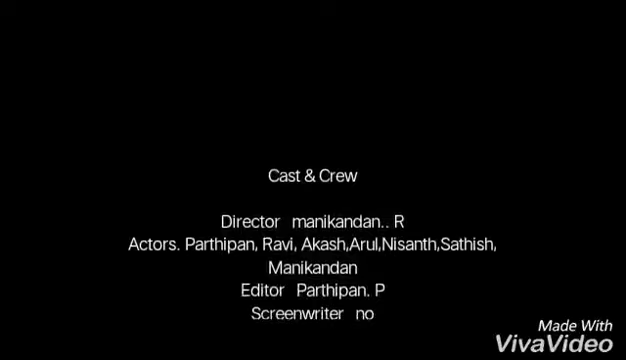 Cast & Crew
Director manikandan.. R
Actors. Parthipan, Ravi, Akash,Arul,Nisanth,Sathish,
Manikandan
Editor Parthipan. P
Screenwriter no
Made With
VivaVideo